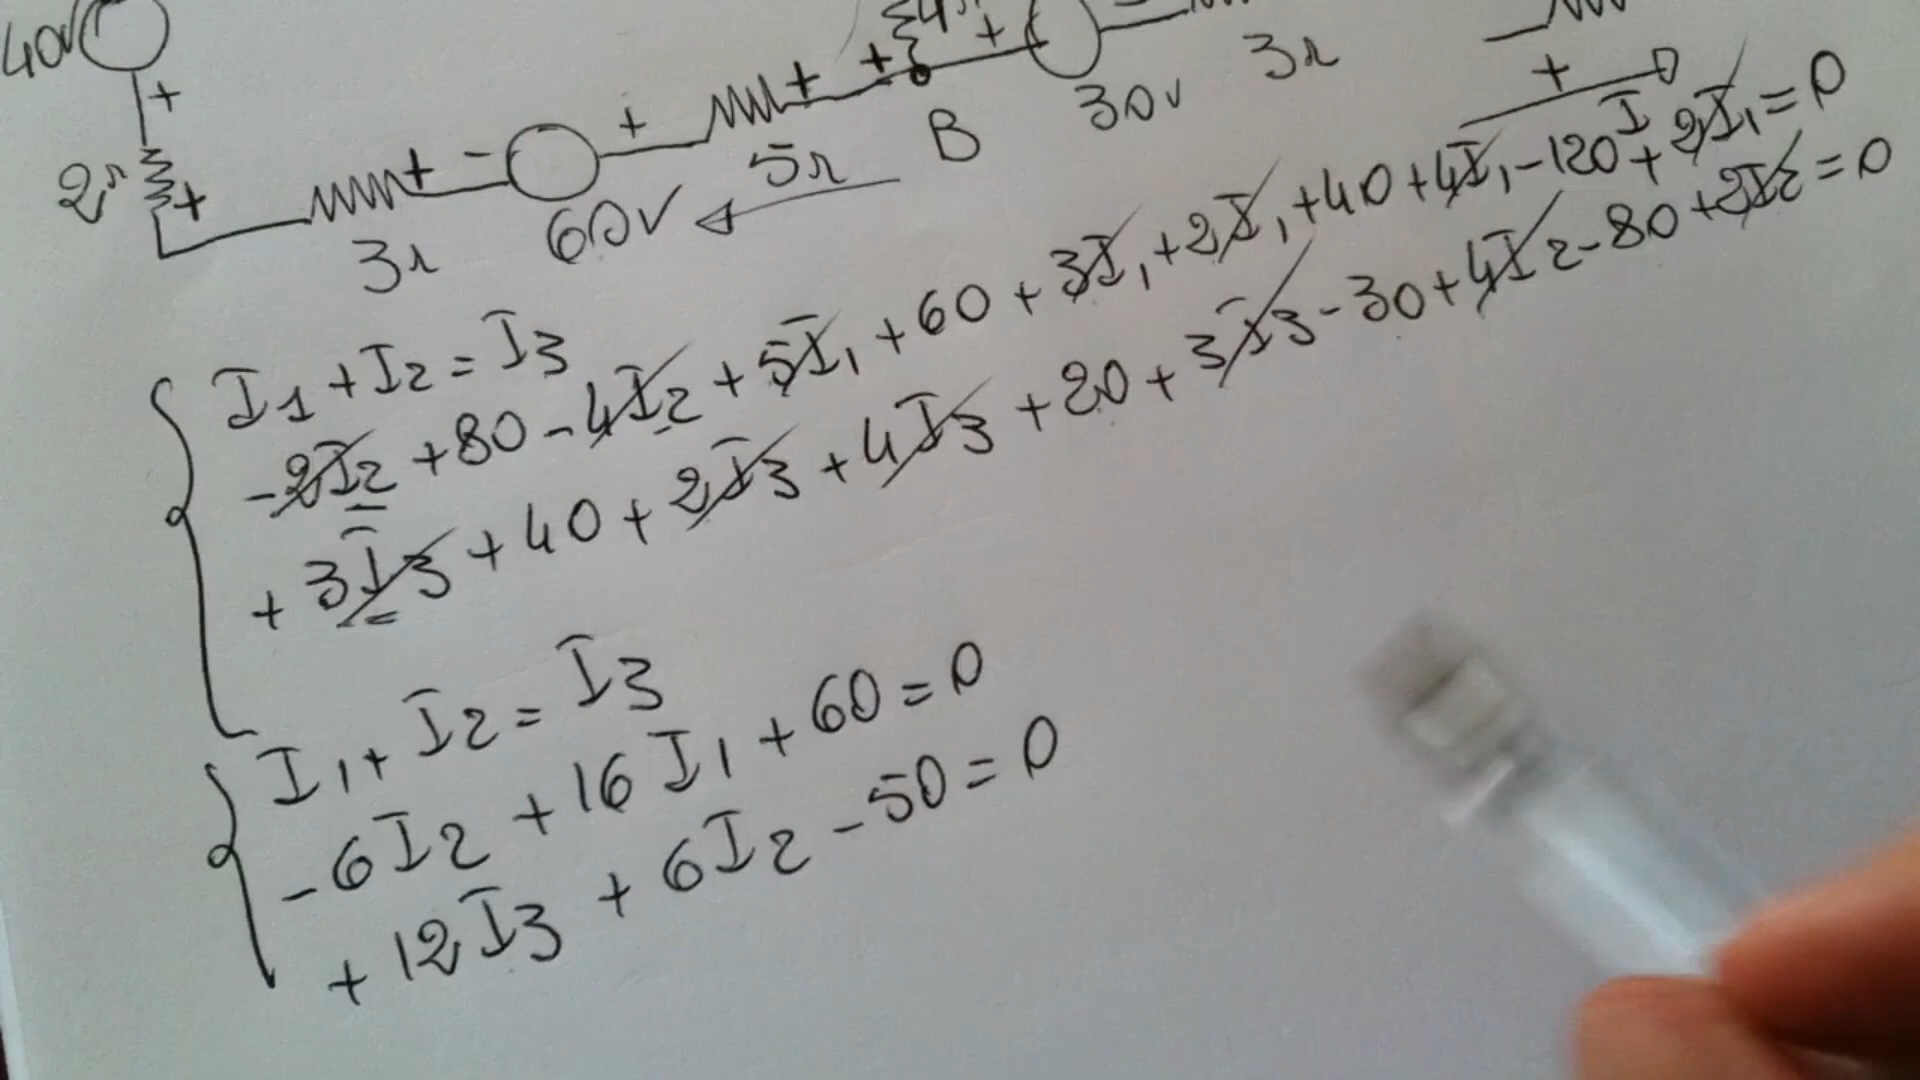 40V
+
2Ω
+
3Ω
+
-
60V
+
5Ω
+
+
4Ω
B
+
30V
-
3Ω
+
I
I1 + I2 = I3
-2I2 + 80 - 4I2 + 5I1 + 60 + 3I1 + 2I1 + 40 + 4I1 - 120 + 2I1 = 0
+ 3I3 + 40 + 2I3 + 4I3 + 20 + 3I3 - 30 + 4I2 - 80 + 2I2 = 0
I1 + I2 = I3
-6I2 + 16I1 + 60 = 0
+ 12I3 + 6I2 - 50 = 0